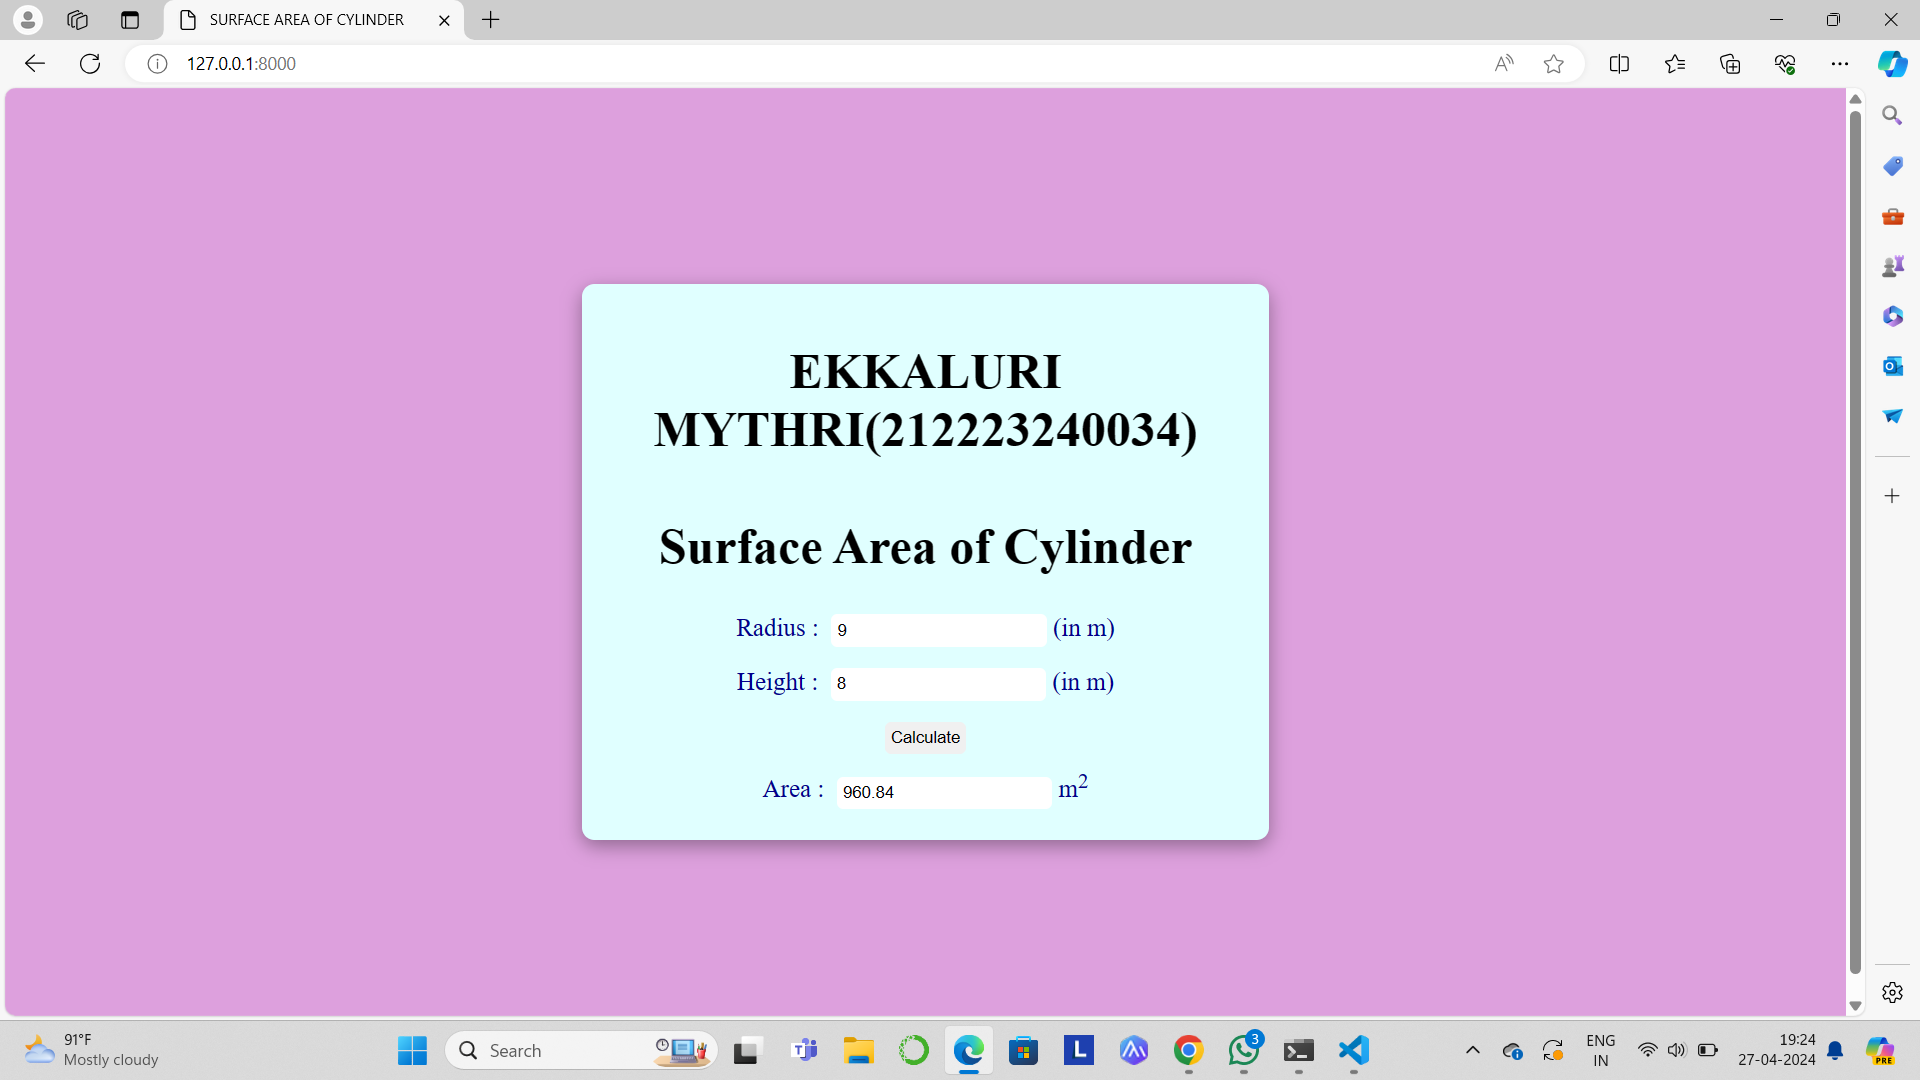 SURFACE AREA OF CYLINDER
127.0.0.1:8000
EKKALURI
MYTHRI(212223240034)
Surface Area of Cylinder
Radius : 9 (in m)
Height : 8 (in m)
Calculate
Area : 960.84 m2
91°F
Mostly cloudy
Search
T
L
3
ENG
IN
19:24
27-04-2024
PRE